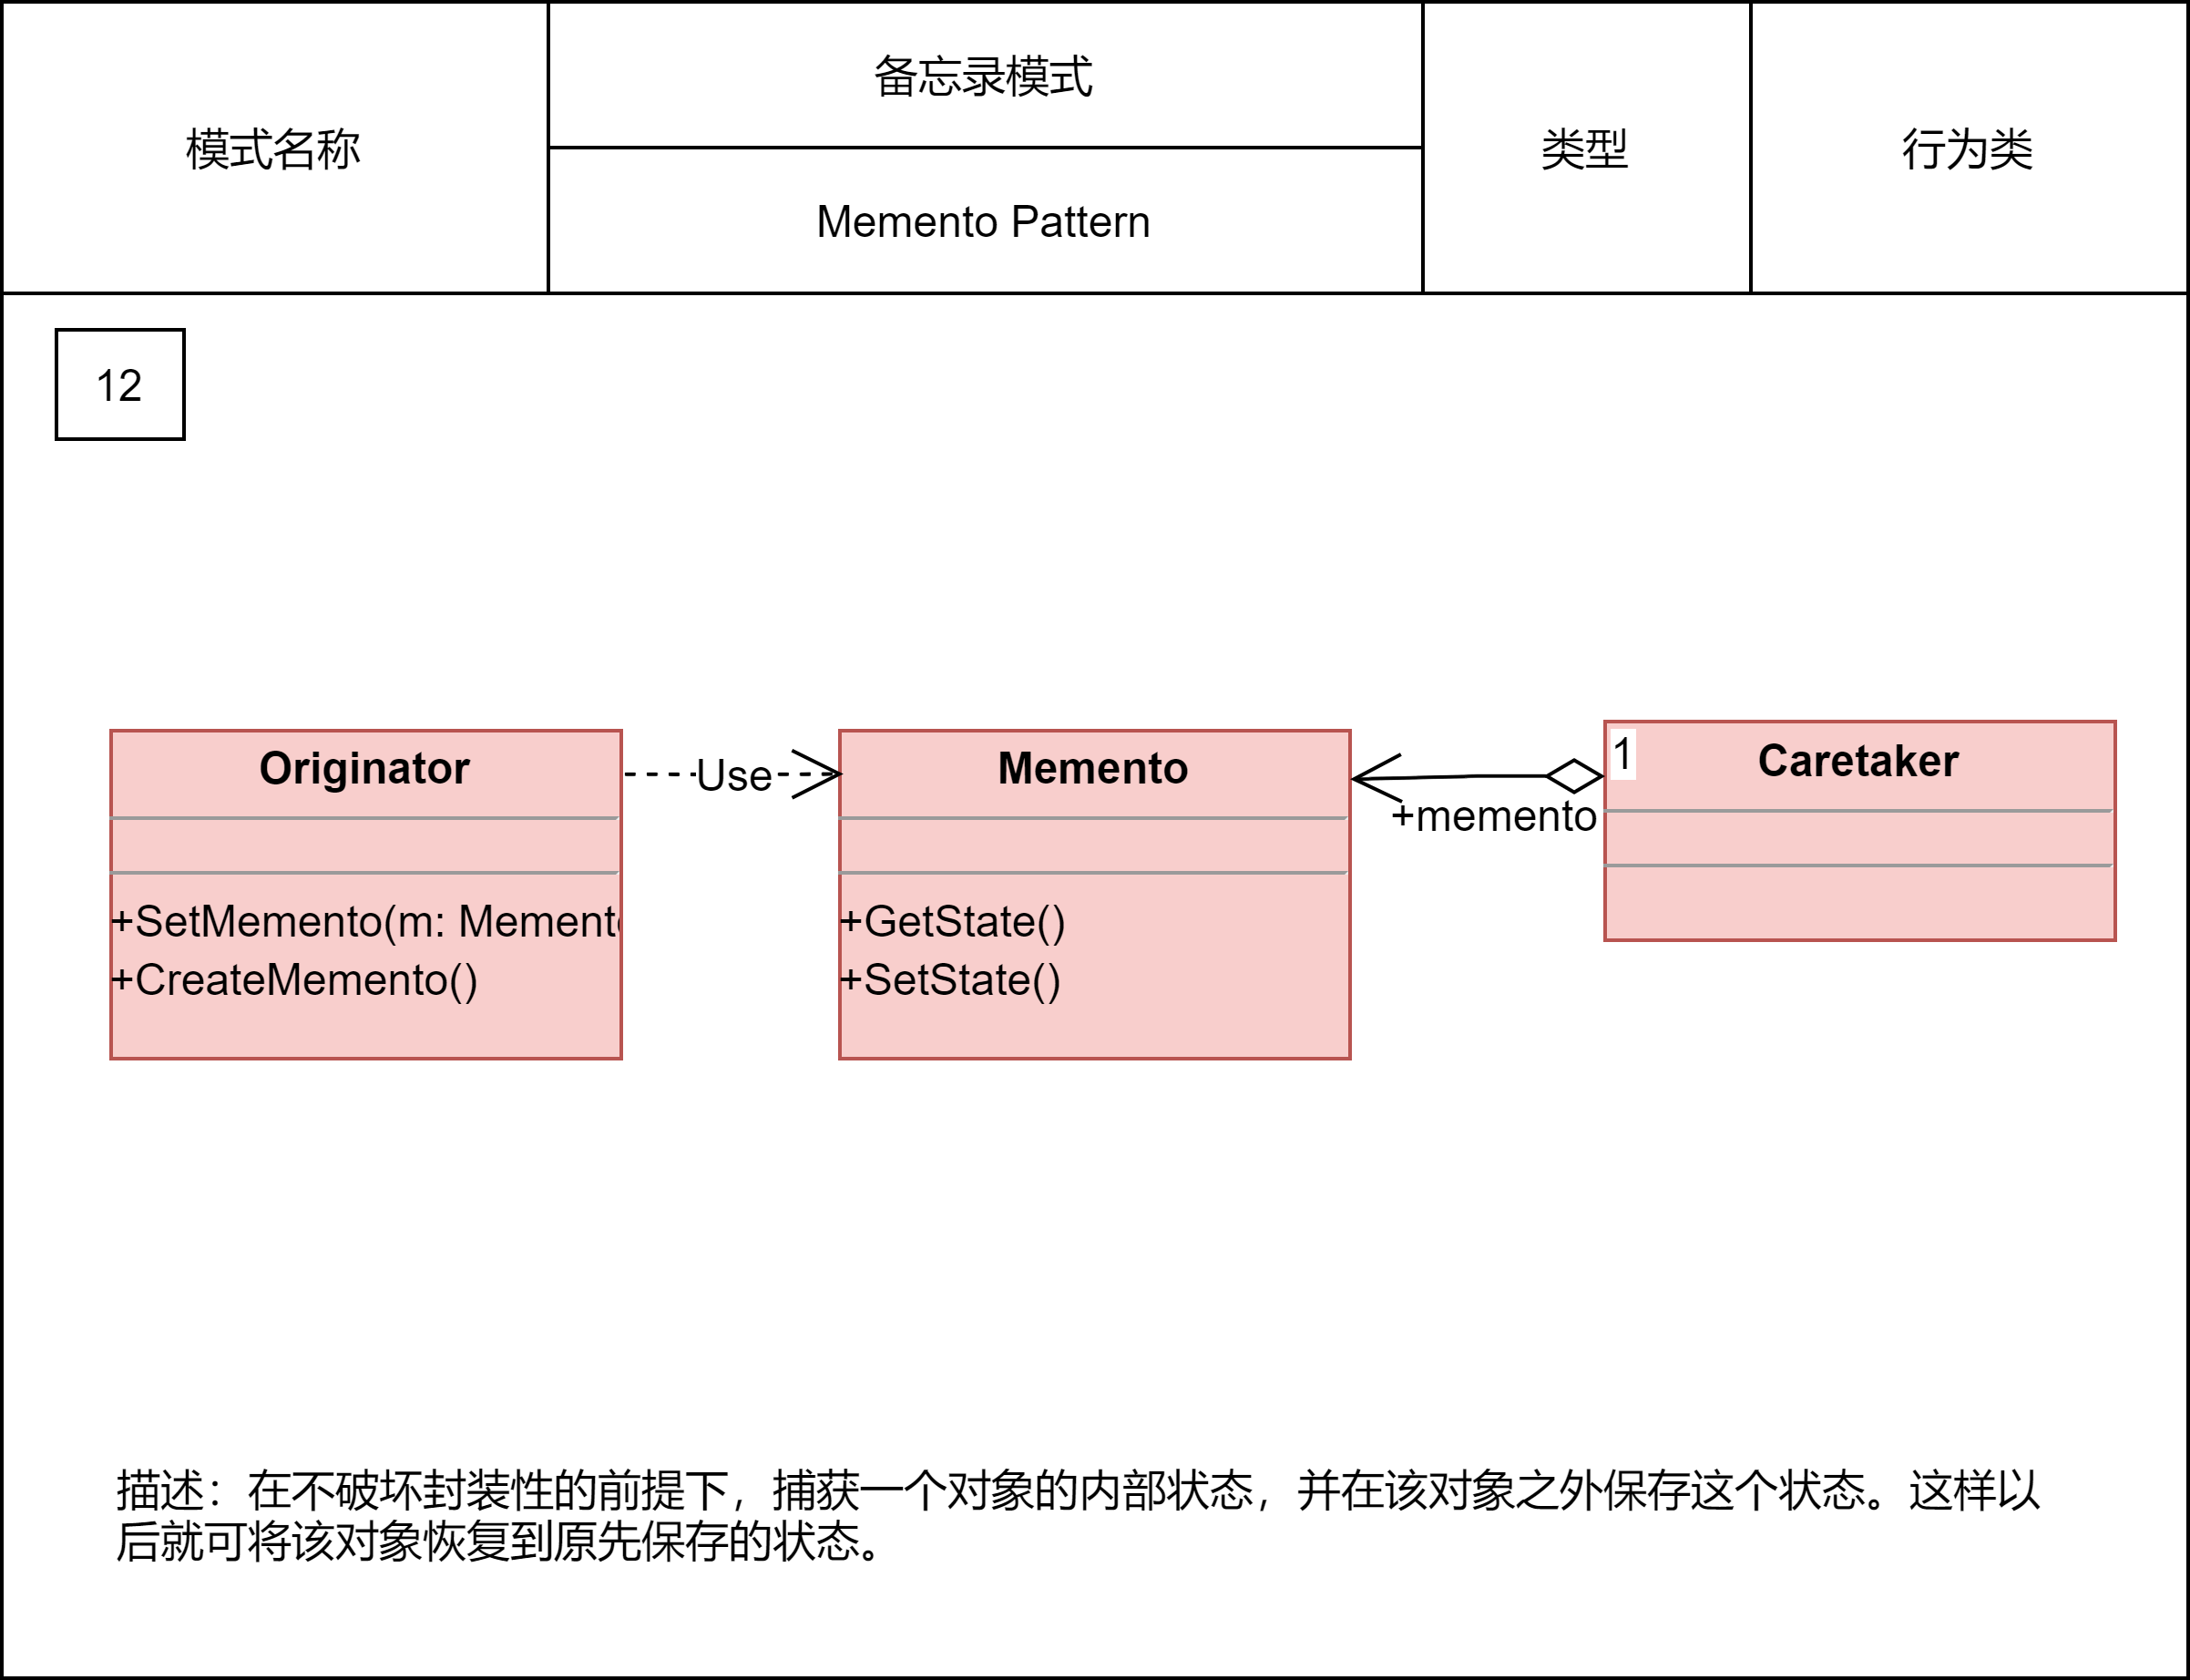 模式名称
备忘录模式
Memento Pattern
类型
行为类
12
Originator
+SetMemento(m: Memento
+CreateMemento()
Use
Memento
+GetState()
+SetState()
+memento
1
Caretaker
描述：在不破坏封装性的前提下，捕获一个对象的内部状态，并在该对象之外保存这个状态。这样以
后就可将该对象恢复到原先保存的状态。